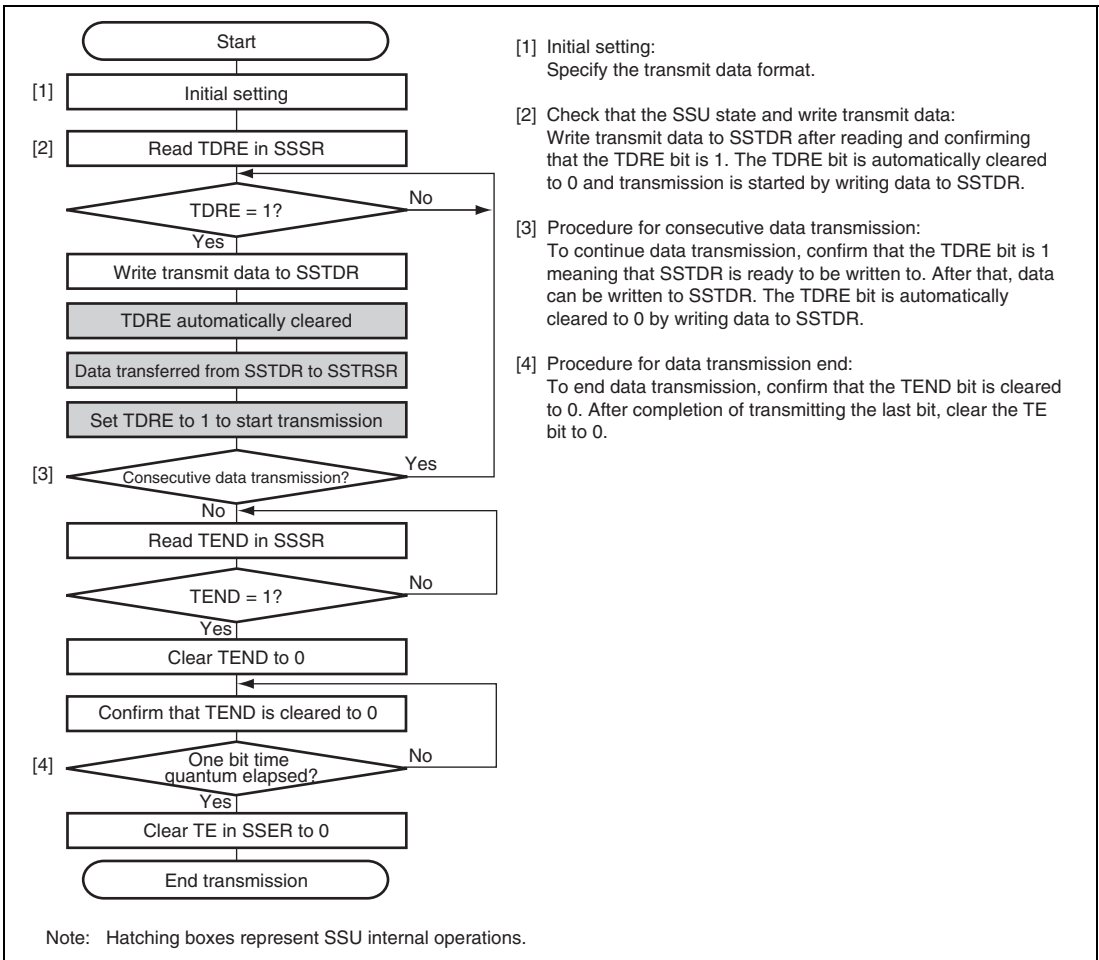 Start
[1] Initial setting
[2] Read TDRE in SSSR
TDRE = 1?
No
Yes
Write transmit data to SSTDR
TDRE automatically cleared
Data transferred from SSTDR to SSTRSR
Set TDRE to 1 to start transmission
[3] Consecutive data transmission?
Yes
No
Read TEND in SSSR
TEND = 1?
No
Yes
Clear TEND to 0
Confirm that TEND is cleared to 0
[4] One bit time
quantum elapsed?
No
Yes
Clear TE in SSER to 0
End transmission
[1] Initial setting:
Specify the transmit data format.
[2] Check that the SSU state and write transmit data:
Write transmit data to SSTDR after reading and confirming
that the TDRE bit is 1. The TDRE bit is automatically cleared
to 0 and transmission is started by writing data to SSTDR.
[3] Procedure for consecutive data transmission:
To continue data transmission, confirm that the TDRE bit is 1
meaning that SSTDR is ready to be written to. After that, data
can be written to SSTDR. The TDRE bit is automatically
cleared to 0 by writing data to SSTDR.
[4] Procedure for data transmission end:
To end data transmission, confirm that the TEND bit is cleared
to 0. After completion of transmitting the last bit, clear the TE
bit to 0.
Note: Hatching boxes represent SSU internal operations.